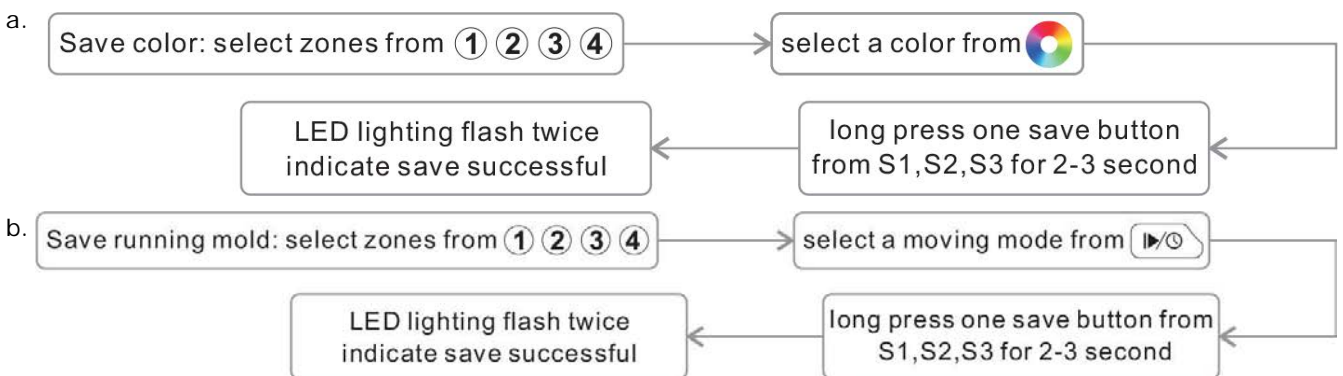 a.
Save color: select zones from ① ② ③ ④
select a color from
long press one save button
from S1,S2,S3 for 2-3 second
LED lighting flash twice
indicate save successful
b.
Save running mold: select zones from ① ② ③ ④
select a moving mode from
long press one save button from
S1,S2,S3 for 2-3 second
LED lighting flash twice
indicate save successful